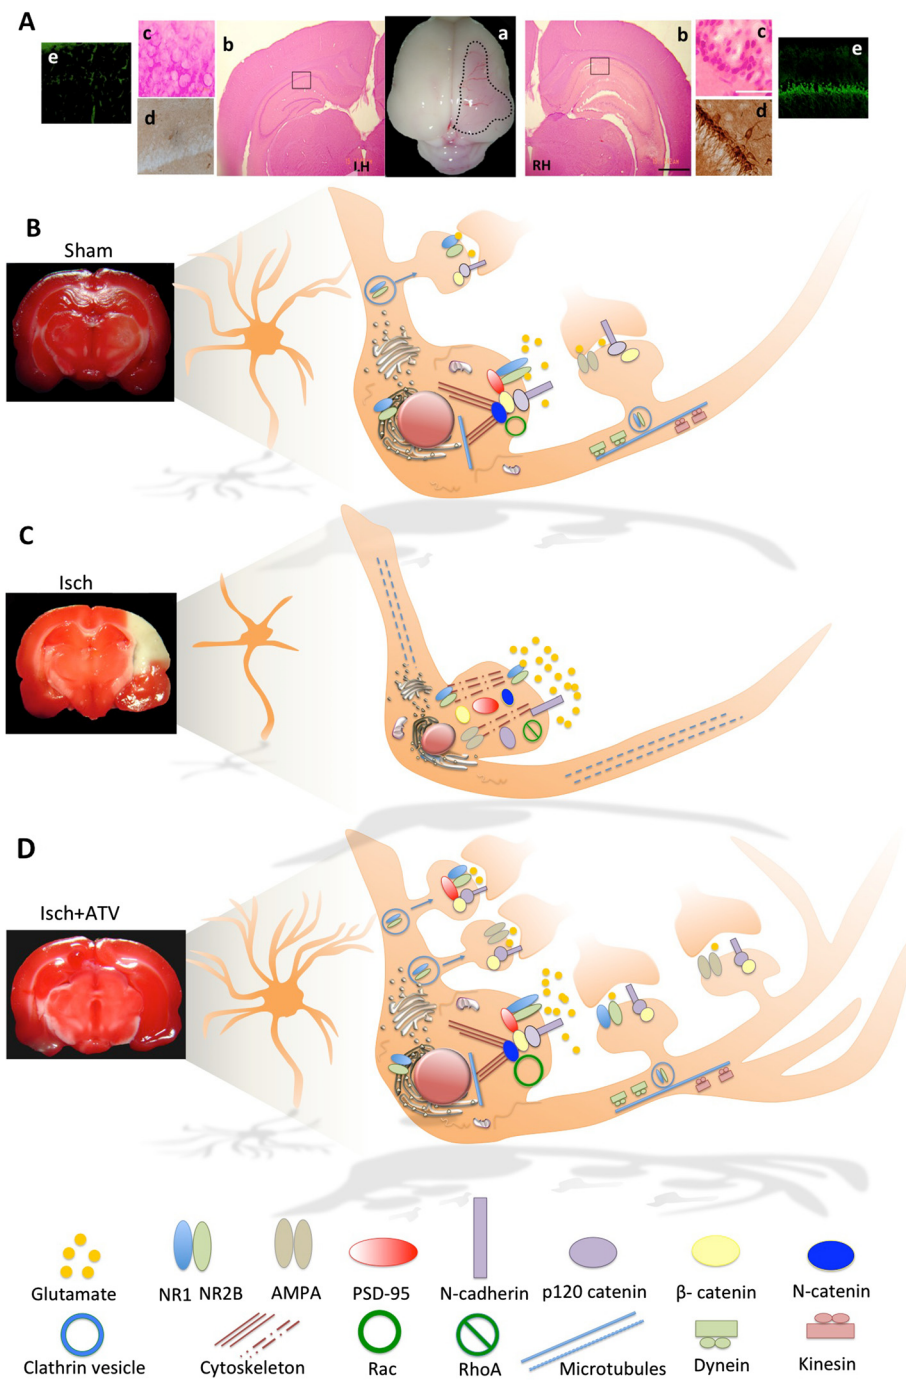 A
e
c
b
a
b
c
e
d
d
LH
RH
B
Sham
C
Isch
D
Isch+ATV
Glutamate
NR1 NR2B
AMPA
PSD-95
N-cadherin
p120 catenin
β- catenin
N-catenin
Clathrin vesicle
Cytoskeleton
Rac
RhoA
Microtubules
Dynein
Kinesin